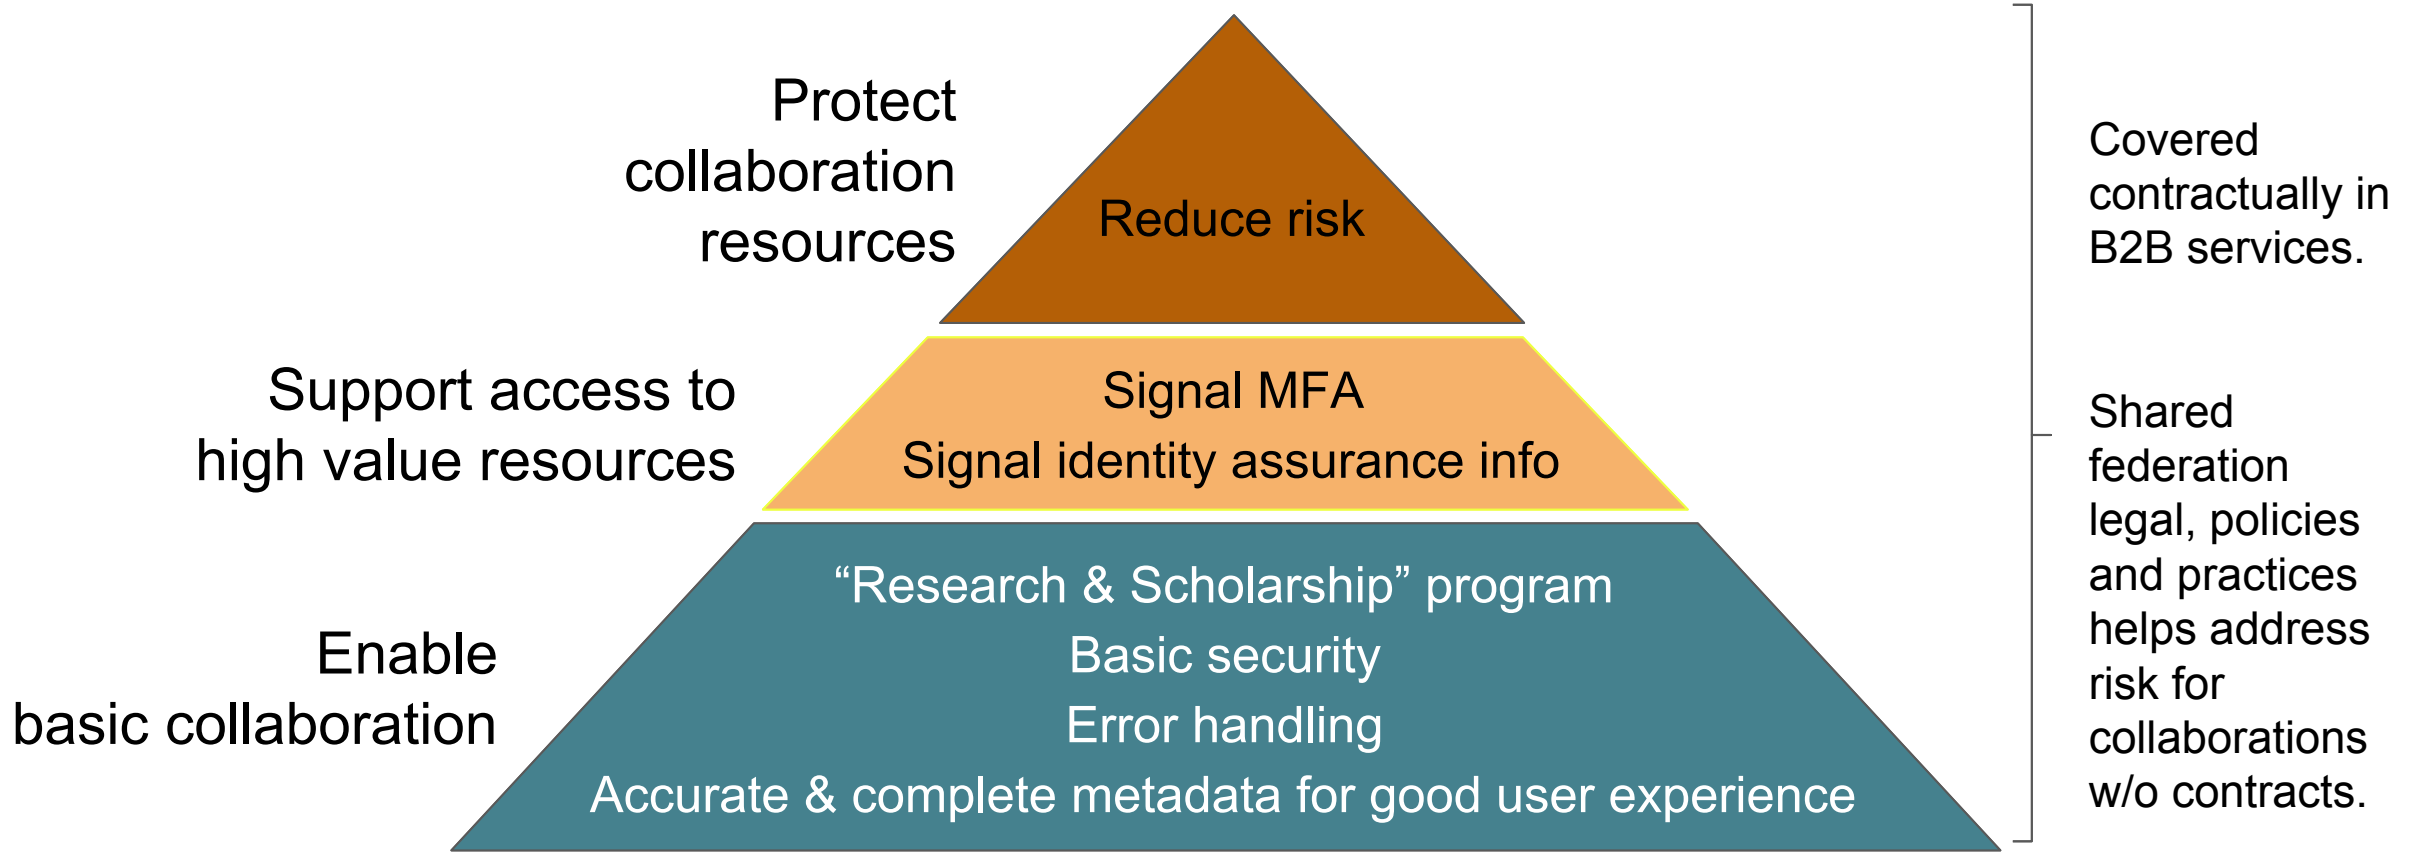 Protect
collaboration
resources
Reduce risk
Support access to
high value resources
Signal MFA
Signal identity assurance info
Enable
basic collaboration
“Research & Scholarship” program
Basic security
Error handling
Accurate & complete metadata for good user experience
Covered
contractually in
B2B services.
Shared
federation
legal, policies
and practices
helps address
risk for
collaborations
w/o contracts.